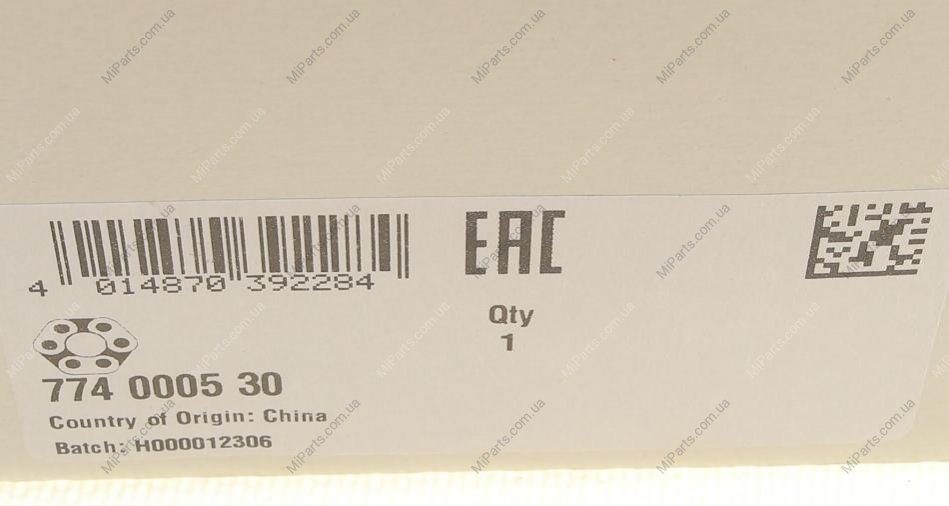 4 014870 392284
EAC
Qty
1
774 0005 30
Country of Origin: China
Batch: H000012306
MiParts.com.ua